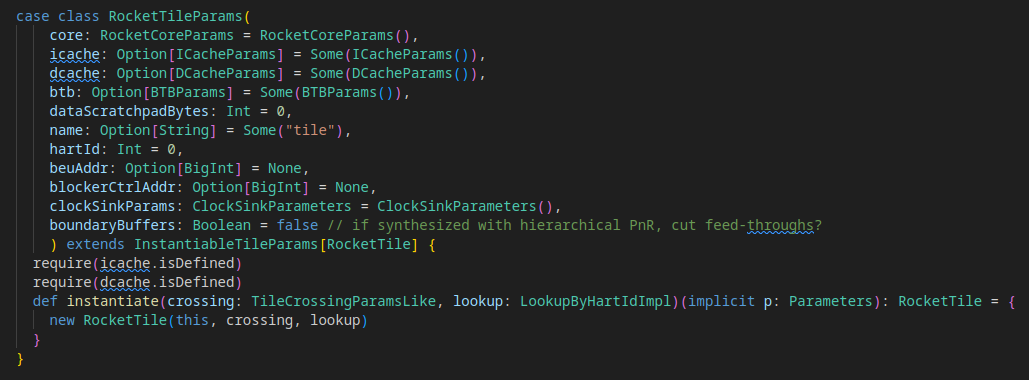 case class RocketTileParams(
    core: RocketCoreParams = RocketCoreParams(),
    icache: Option[ICacheParams] = Some(ICacheParams()),
    dcache: Option[DCacheParams] = Some(DCacheParams()),
    btb: Option[BTBParams] = Some(BTBParams()),
    dataScratchpadBytes: Int = 0,
    name: Option[String] = Some("tile"),
    hartId: Int = 0,
    beuAddr: Option[BigInt] = None,
    blockerCtrlAddr: Option[BigInt] = None,
    clockSinkParams: ClockSinkParameters = ClockSinkParameters(),
    boundaryBuffers: Boolean = false // if synthesized with hierarchical PnR, cut feed-throughs?
    ) extends InstantiableTileParams[RocketTile] {
  require(icache.isDefined)
  require(dcache.isDefined)
  def instantiate(crossing: TileCrossingParamsLike, lookup: LookupByHartIdImpl)(implicit p: Parameters): RocketTile = {
    new RocketTile(this, crossing, lookup)
  }
}